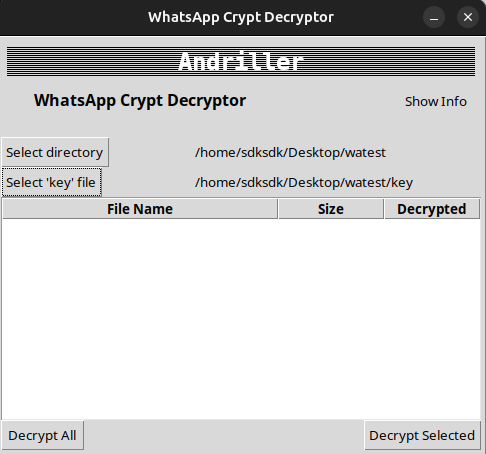 WhatsApp Crypt Decryptor
Andriller
WhatsApp Crypt Decryptor Show Info
Select directory /home/sdksdk/Desktop/watest
Select 'key' file /home/sdksdk/Desktop/watest/key
File Name Size Decrypted
Decrypt All Decrypt Selected